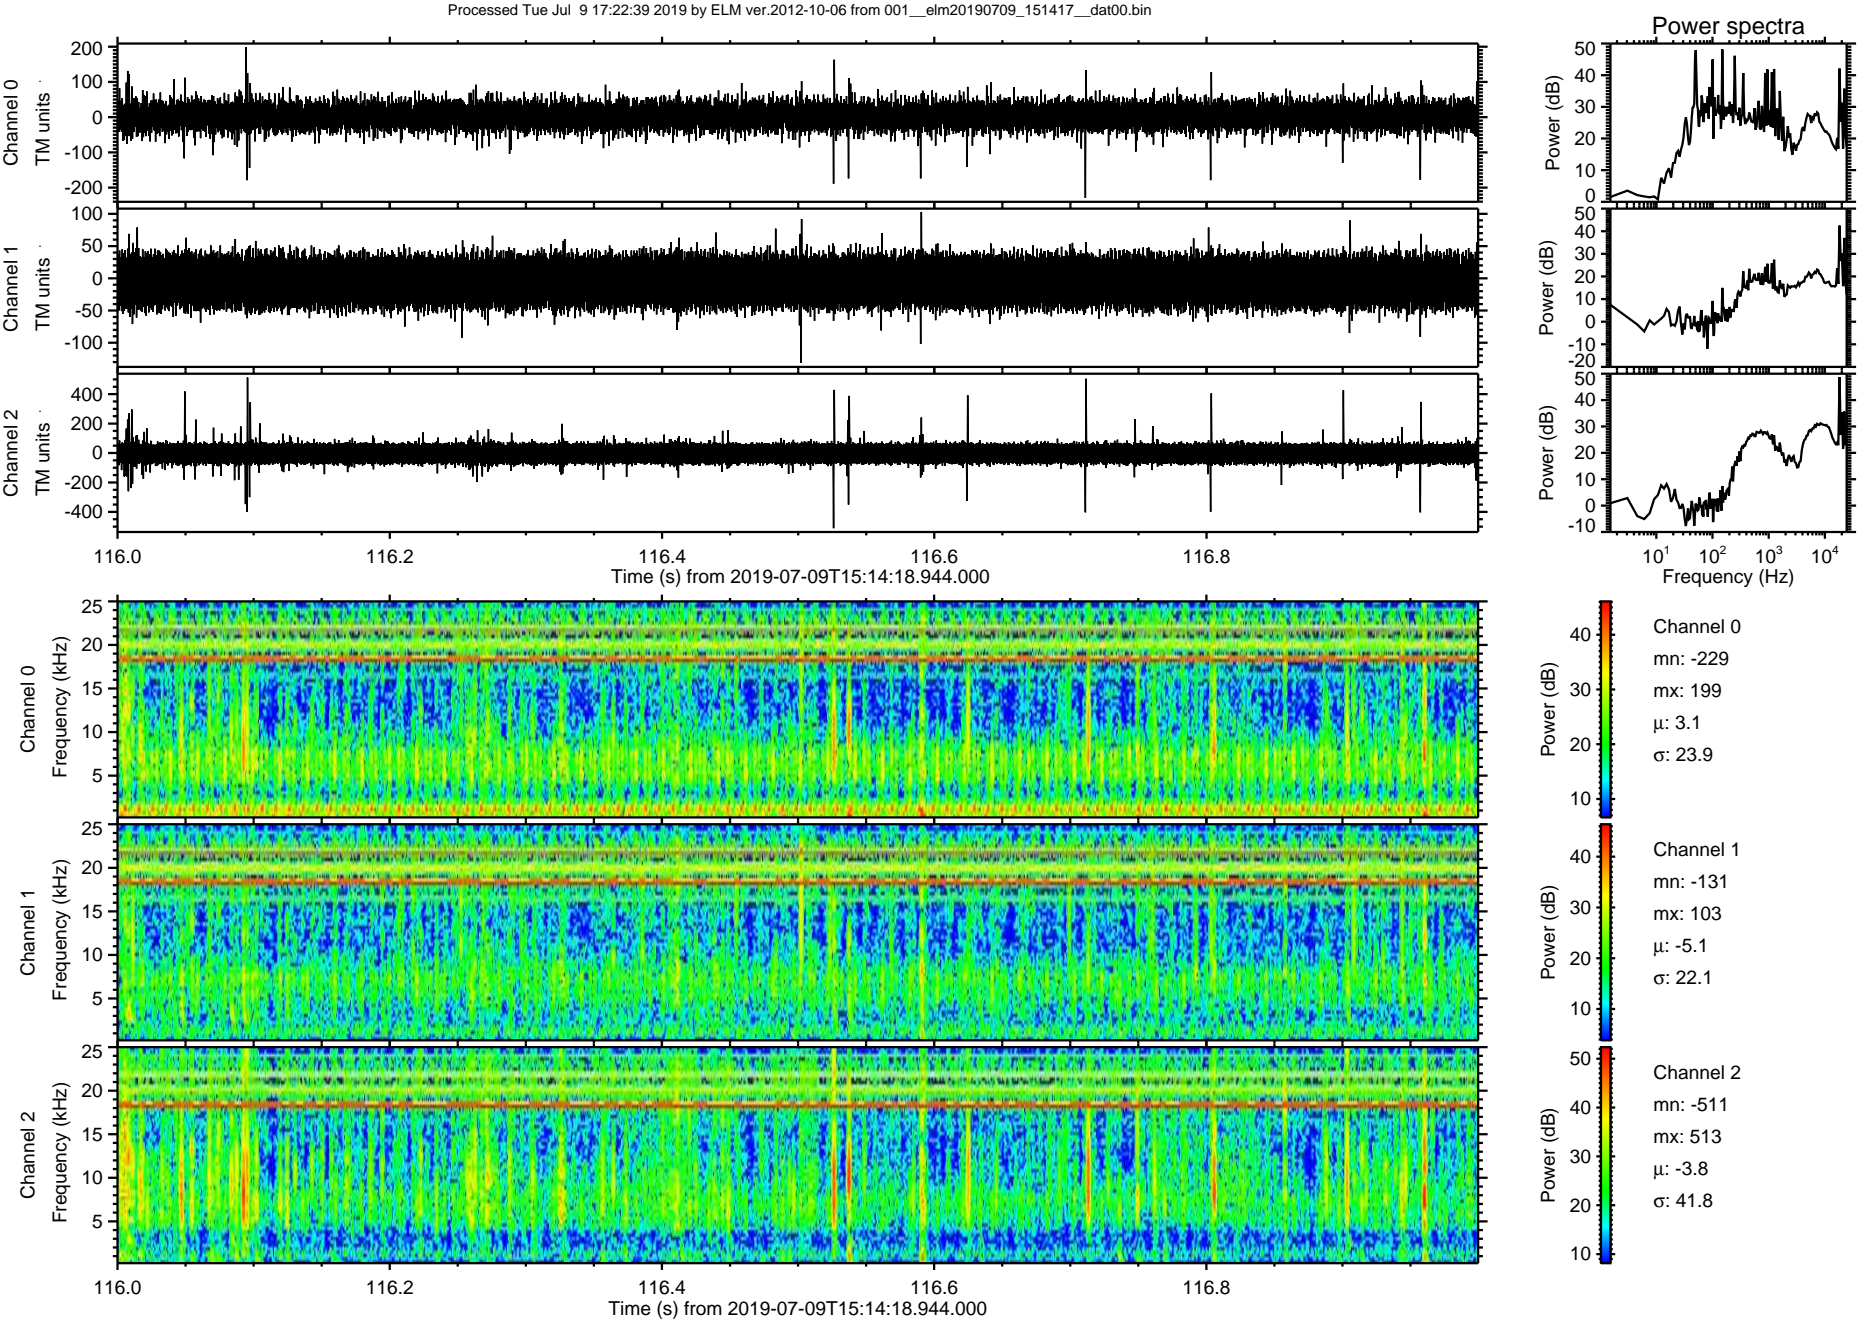 Processed Tue Jul  9 17:22:39 2019 by ELM ver.2012-10-06 from 001__elm20190709_151417__dat00.bin
Power spectra
Channel 0
TM units
200
100
0
-100
-200
Power (dB)
50
40
30
20
10
0
Channel 1
TM units
100
50
0
-50
-100
Power (dB)
50
40
30
20
10
0
-10
-20
Channel 2
TM units
400
200
0
-200
-400
Power (dB)
50
40
30
20
10
0
-10
116.0 116.2 116.4 116.6 116.8
Time (s) from 2019-07-09T15:14:18.944.000
10^1 10^2 10^3 10^4
Frequency (Hz)
Channel 0
Frequency (kHz)
25
20
15
10
5
Power (dB)
40
30
20
10
Channel 0
mn: -229
mx: 199
μ: 3.1
σ: 23.9
Channel 1
Frequency (kHz)
25
20
15
10
5
Power (dB)
40
30
20
10
Channel 1
mn: -131
mx: 103
μ: -5.1
σ: 22.1
Channel 2
Frequency (kHz)
25
20
15
10
5
Power (dB)
50
40
30
20
10
Channel 2
mn: -511
mx: 513
μ: -3.8
σ: 41.8
116.0 116.2 116.4 116.6 116.8
Time (s) from 2019-07-09T15:14:18.944.000